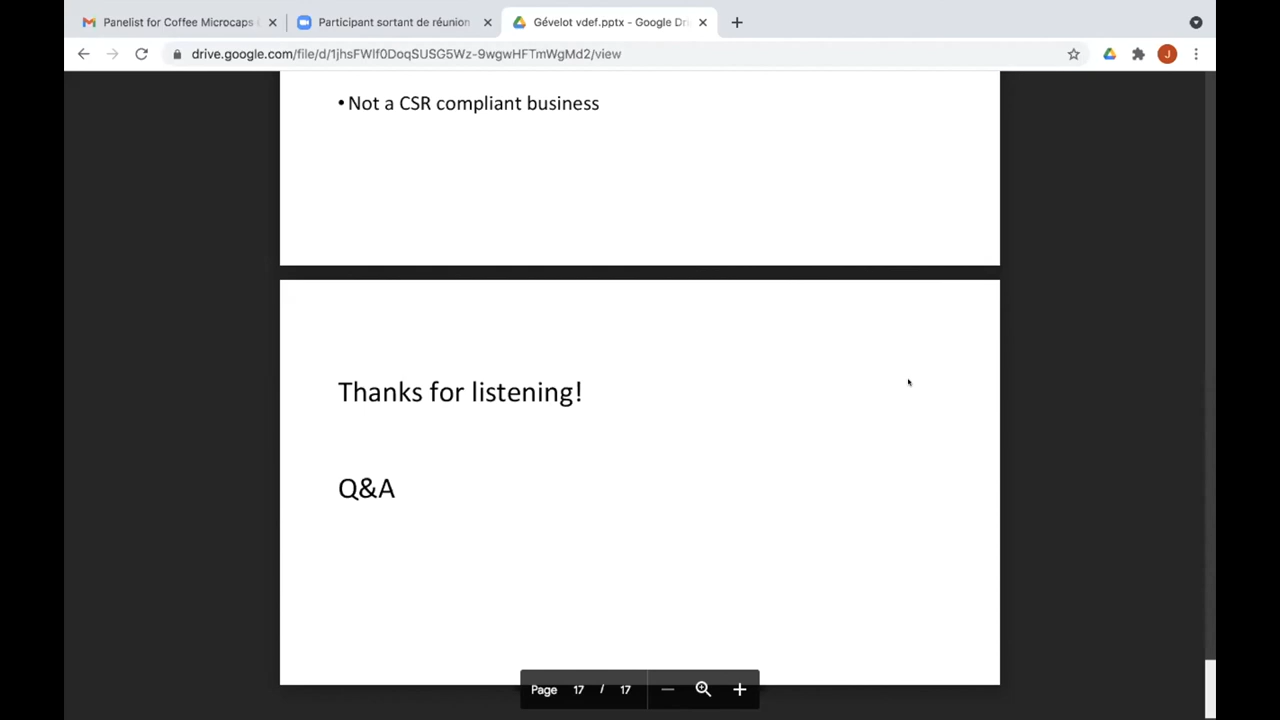 Panelist for Coffee Microcaps
Participant sortant de réunion
Gévelot vdef.pptx - Google Dri
drive.google.com/file/d/1jhsFWIf0DoqSUSG5Wz-9wgwHFTmWgMd2/view
J
• Not a CSR compliant business
Thanks for listening!
Q&A
Page 17 / 17